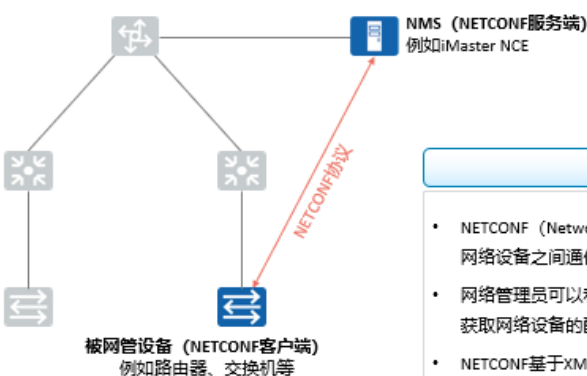 NMS（NETCONF服务端）
例如iMaster NCE
NETCONF协议
• NETCONF（Netwo
网络设备之间通信
• 网络管理员可以
获取网络设备的
• NETCONF基于XM
被网管设备（NETCONF客户端）
例如路由器、交换机等